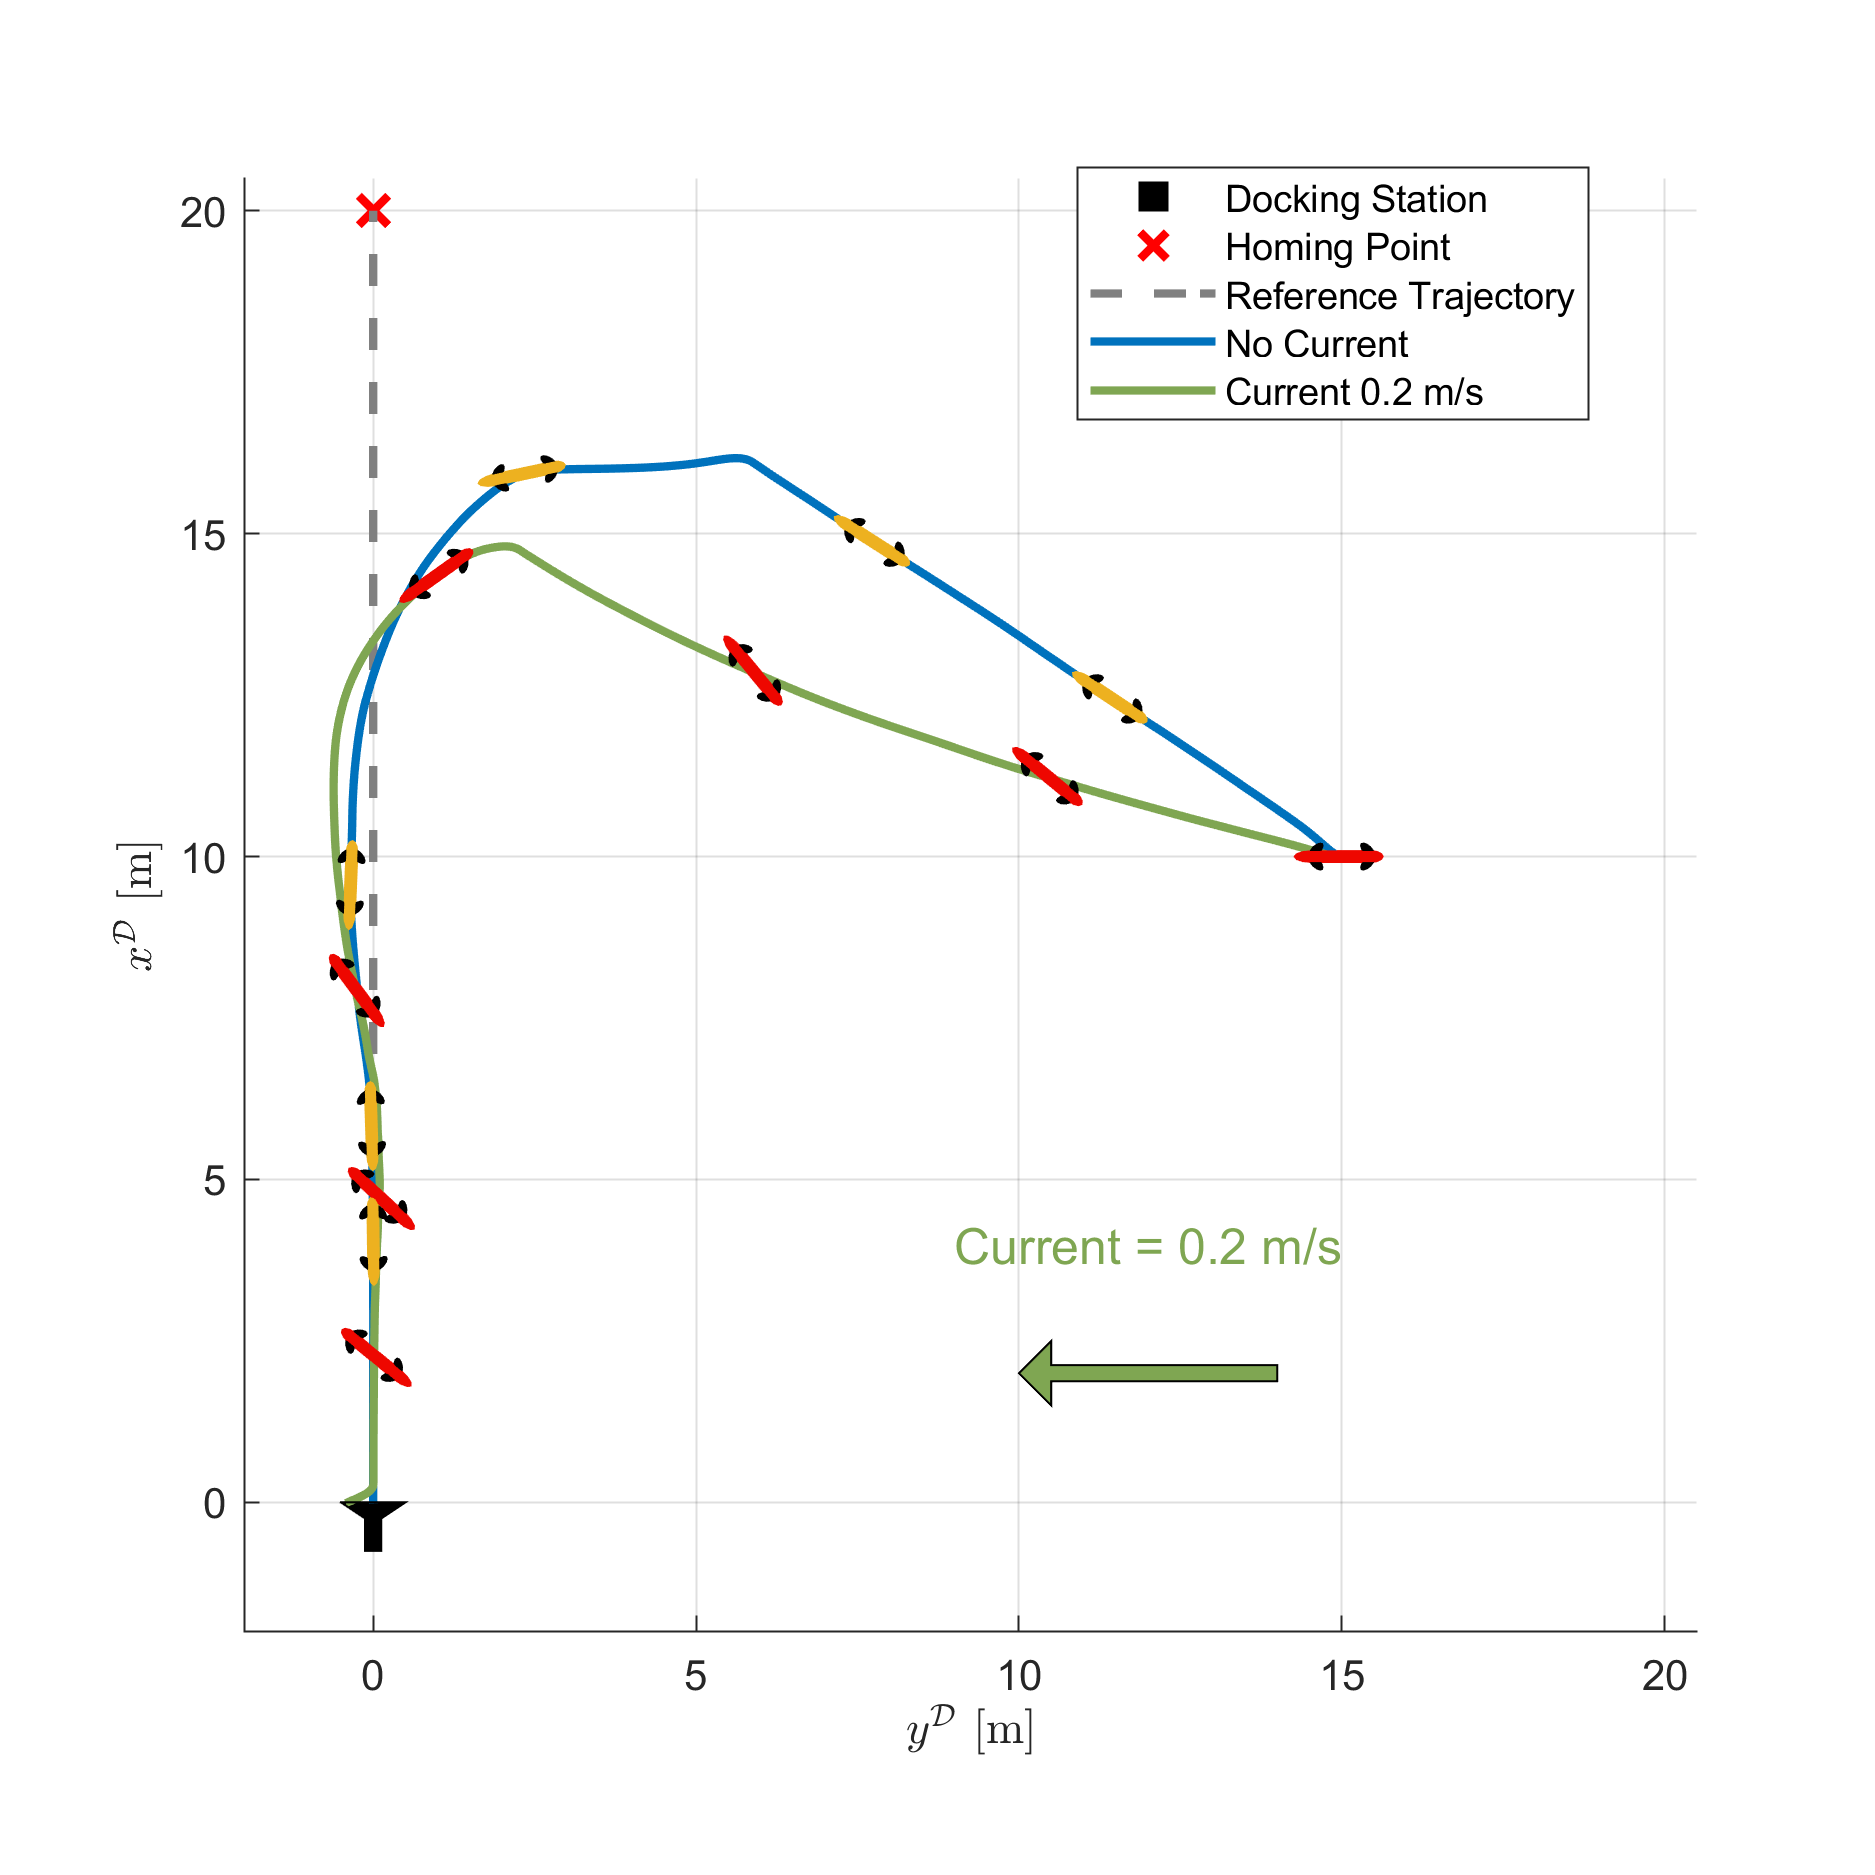 Docking Station
Homing Point
Reference Trajectory
No Current
Current 0.2 m/s
20
15
10
5
0
x^𝒟 [m]
Current = 0.2 m/s
0 5 10 15 20
y^𝒟 [m]